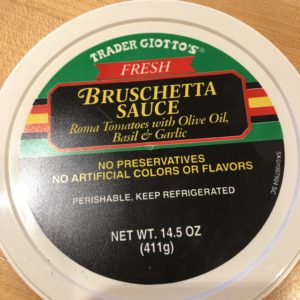 TRADER GIOTTO'S®
FRESH
BRUSCHETTA
SAUCE
Roma Tomatoes with Olive Oil,
Basil & Garlic
NO PRESERVATIVES
NO ARTIFICIAL COLORS OR FLAVORS
PERISHABLE, KEEP REFRIGERATED
NET WT. 14.5 OZ
(411g)